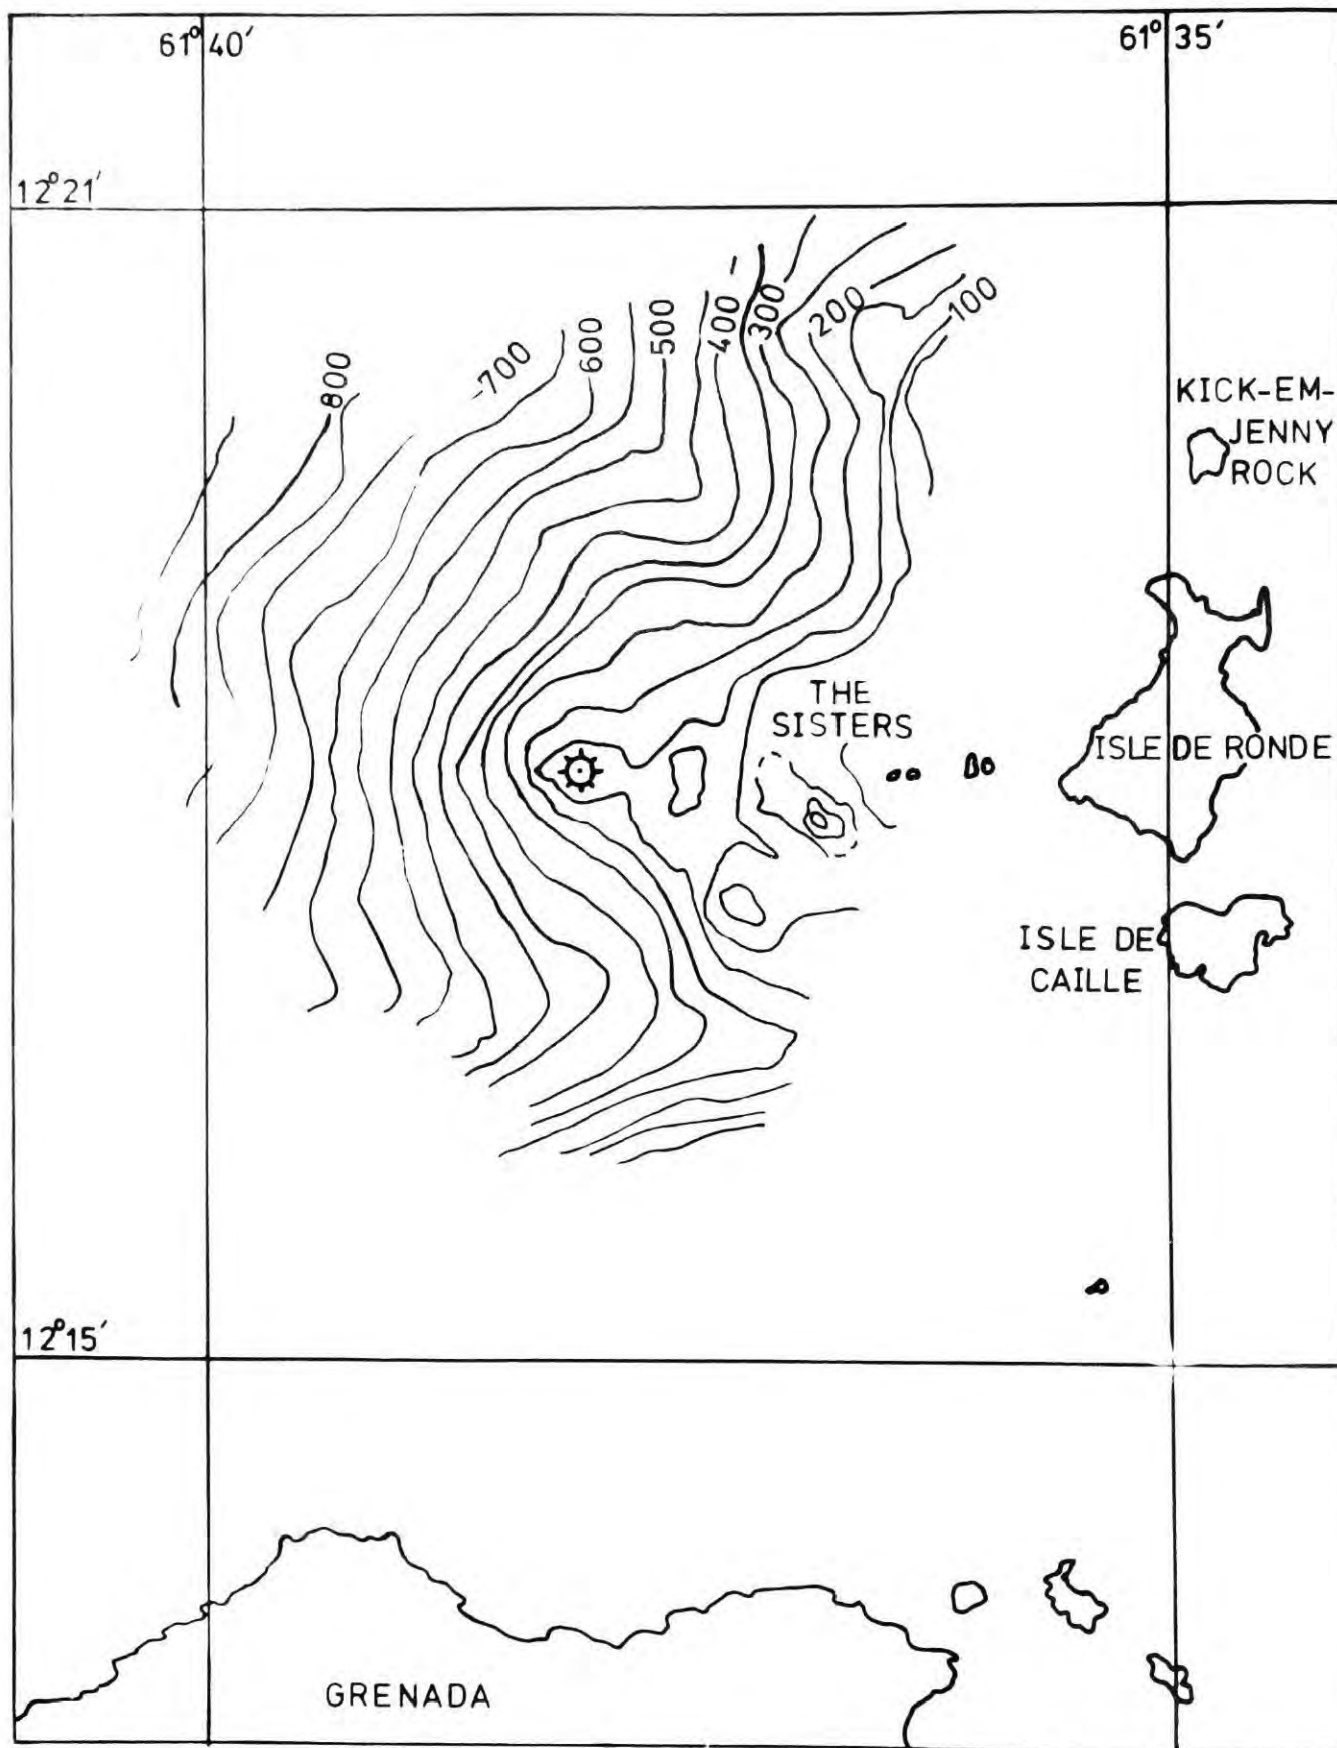 61° 40′
61° 35′
12° 21′
800
-700
600
500
400
300
200
100
KICK-EM-
JENNY
ROCK
THE
SISTERS
ISLE DE RONDE
ISLE DE
CAILLE
12° 15′
GRENADA